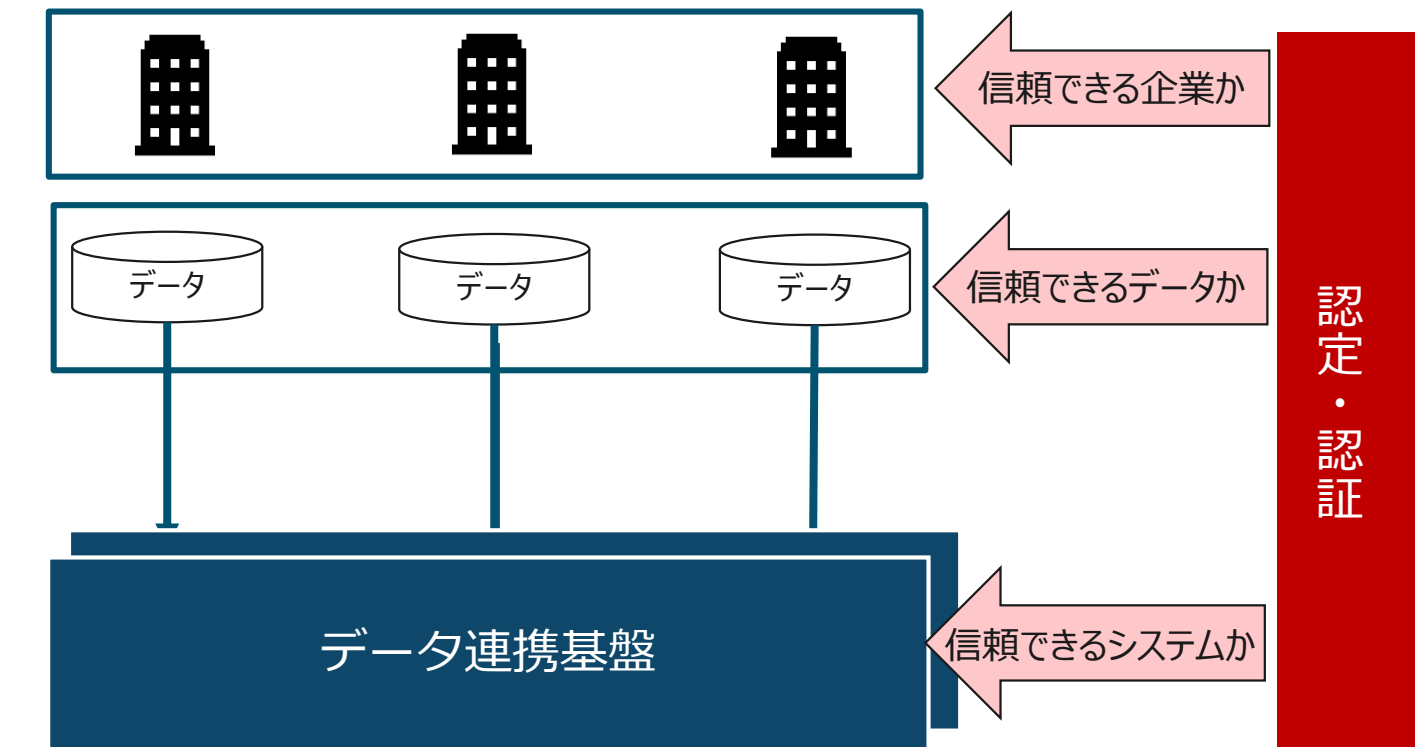 信頼できる企業か
データ
データ
データ
信頼できるデータか
認定・認証
データ連携基盤
信頼できるシステムか